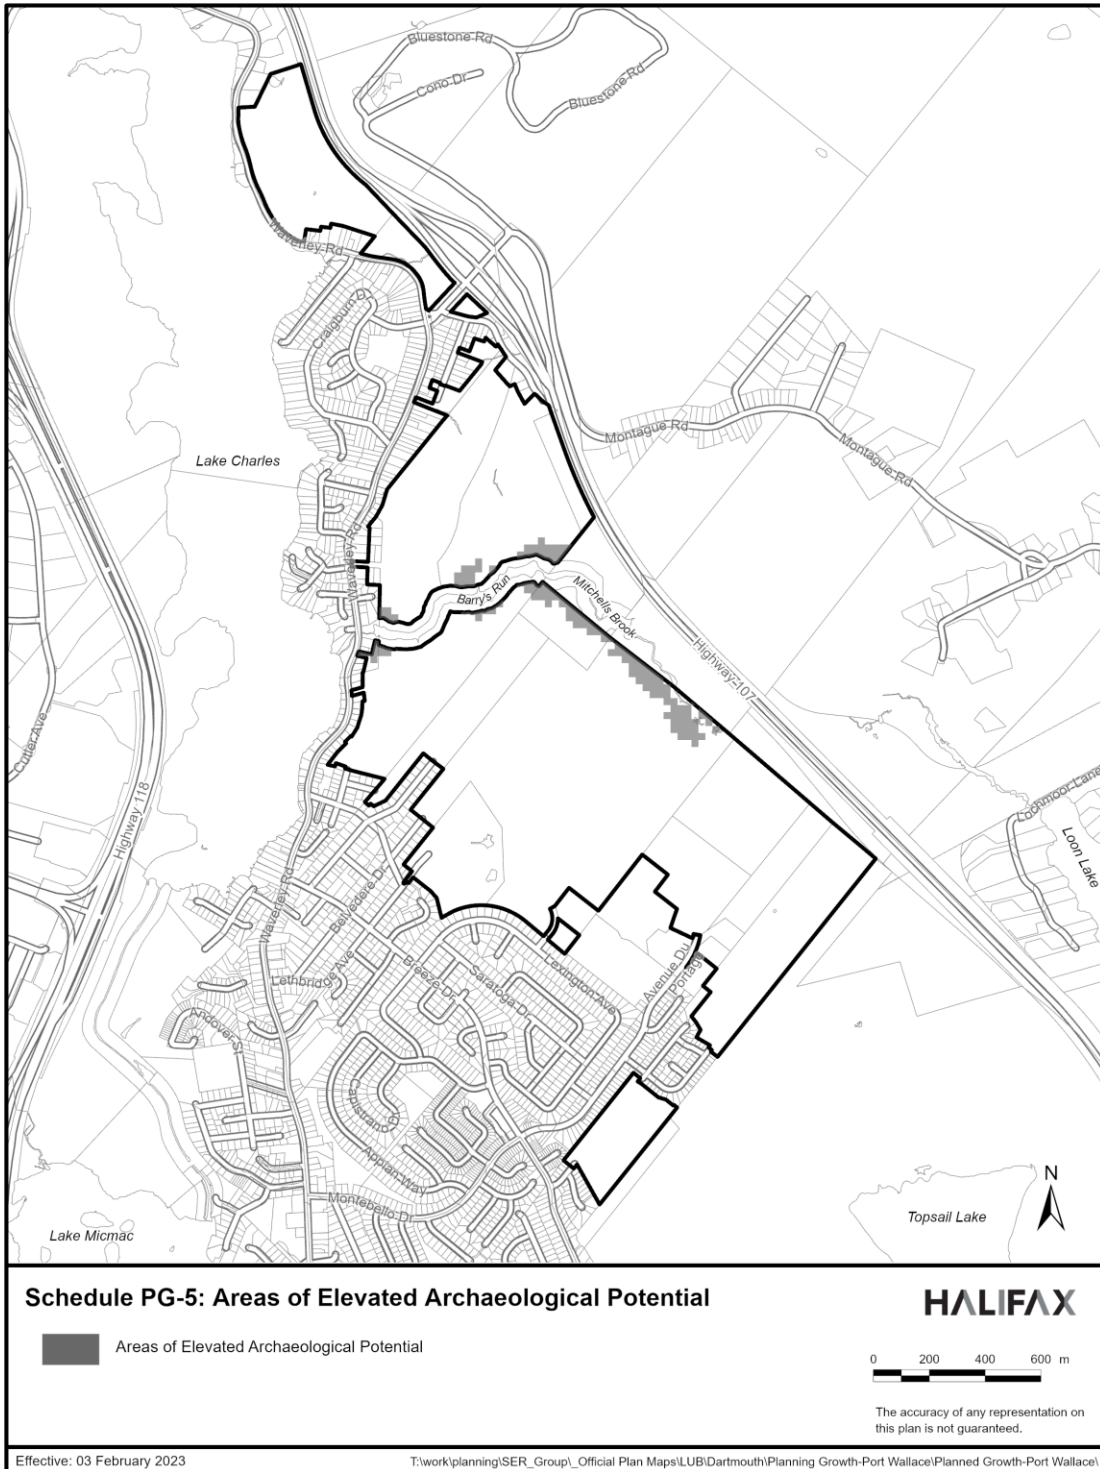 Bluestone Rd
Cono Dr
Bluestone Rd
Waverley Rd
Craigburn Dr
Montague Rd
Montague Rd
Lake Charles
Waverley Rd
Barry's Run
Mitchells Brook
Highway 107
Cutler Ave
Highway 118
Lochmoor Lane
Loon Lake
Waverley Rd
Belvedere Dr
Lethbridge Ave
Breeze Dr
Saratoga Dr
Lexington Ave
Avenue Du
Portage
Andover St
Capistrano Dr
Appian Way
Montebello Dr
Lake Micmac
Topsail Lake
N
Schedule PG-5: Areas of Elevated Archaeological Potential
HALIFAX
Areas of Elevated Archaeological Potential
0 200 400 600 m
The accuracy of any representation on
this plan is not guaranteed.
Effective: 03 February 2023
T:\work\planning\SER_Group\_Official Plan Maps\LUB\Dartmouth\Planning Growth-Port Wallace\Planned Growth-Port Wallace\